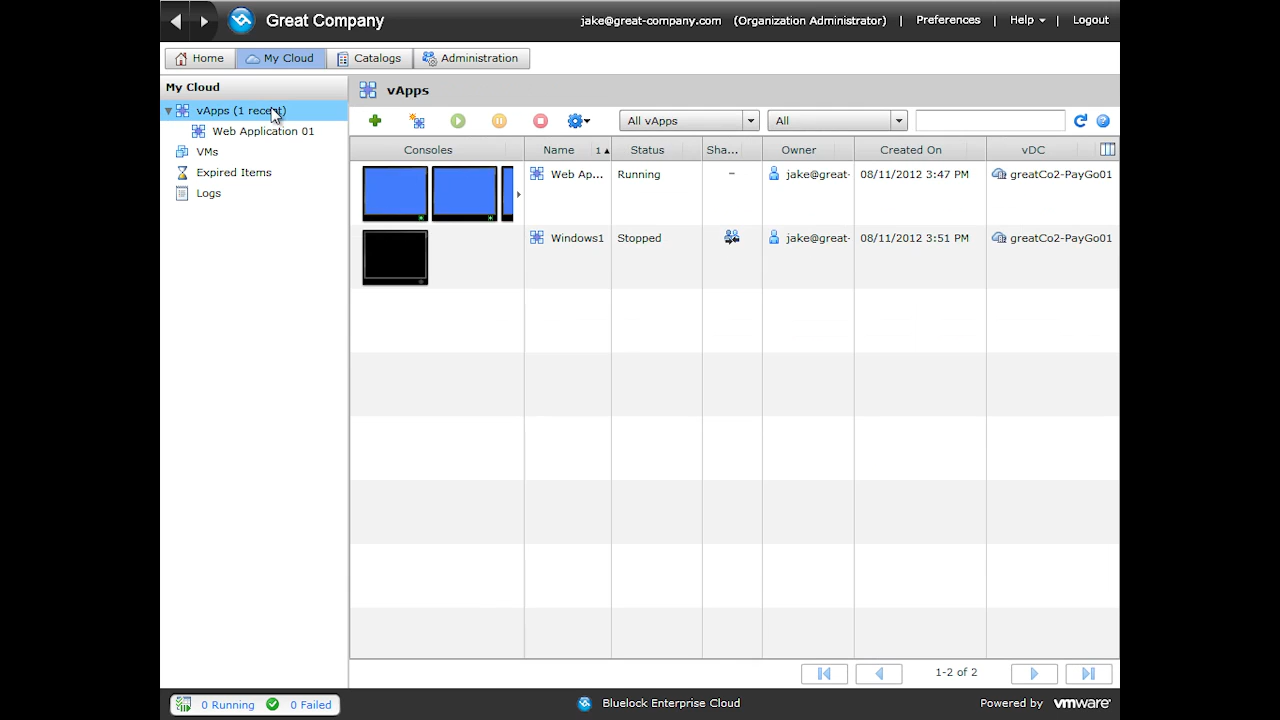 Great Company
jake@great-company.com (Organization Administrator) | Preferences | Help | Logout
Home My Cloud Catalogs Administration
My Cloud
vApps (1 recent)
Web Application 01
VMs
Expired Items
Logs
vApps
All vApps All
Consoles Name 1 Status Sha... Owner Created On vDC
Web Ap... Running – jake@great- 08/11/2012 3:47 PM greatCo2-PayGo01
Windows1 Stopped jake@great- 08/11/2012 3:51 PM greatCo2-PayGo01
1-2 of 2
0 Running 0 Failed
Bluelock Enterprise Cloud
Powered by vmware